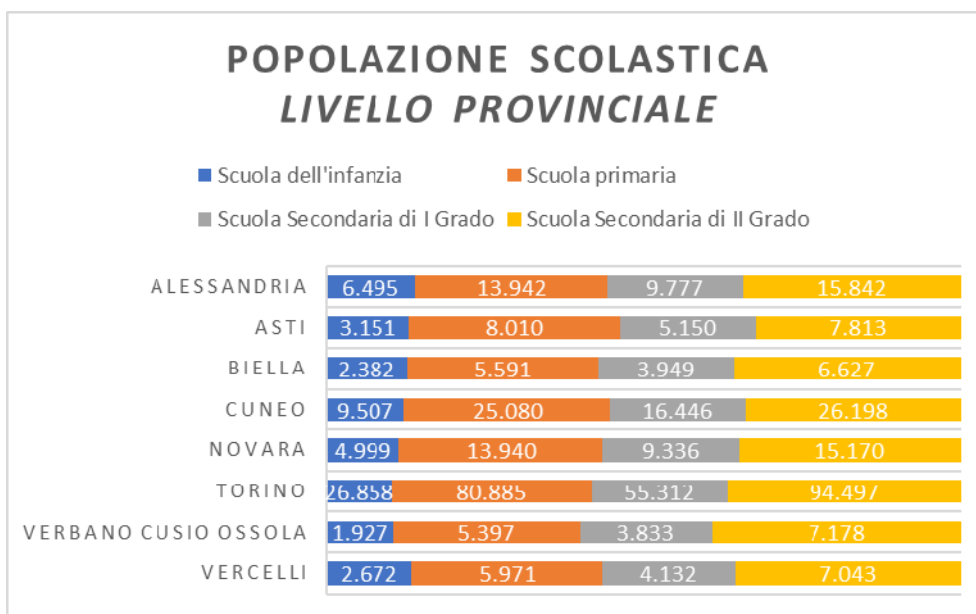 POPOLAZIONE SCOLASTICA
LIVELLO PROVINCIALE
Scuola dell'infanzia Scuola primaria
Scuola Secondaria di I Grado Scuola Secondaria di II Grado
ALESSANDRIA 6.495 13.942 9.777 15.842
ASTI 3.151 8.010 5.150 7.813
BIELLA 2.382 5.591 3.949 6.627
CUNEO 9.507 25.080 16.446 26.198
NOVARA 4.999 13.940 9.336 15.170
TORINO 26.858 80.885 55.312 94.497
VERBANO CUSIO OSSOLA 1.927 5.397 3.833 7.178
VERCELLI 2.672 5.971 4.132 7.043